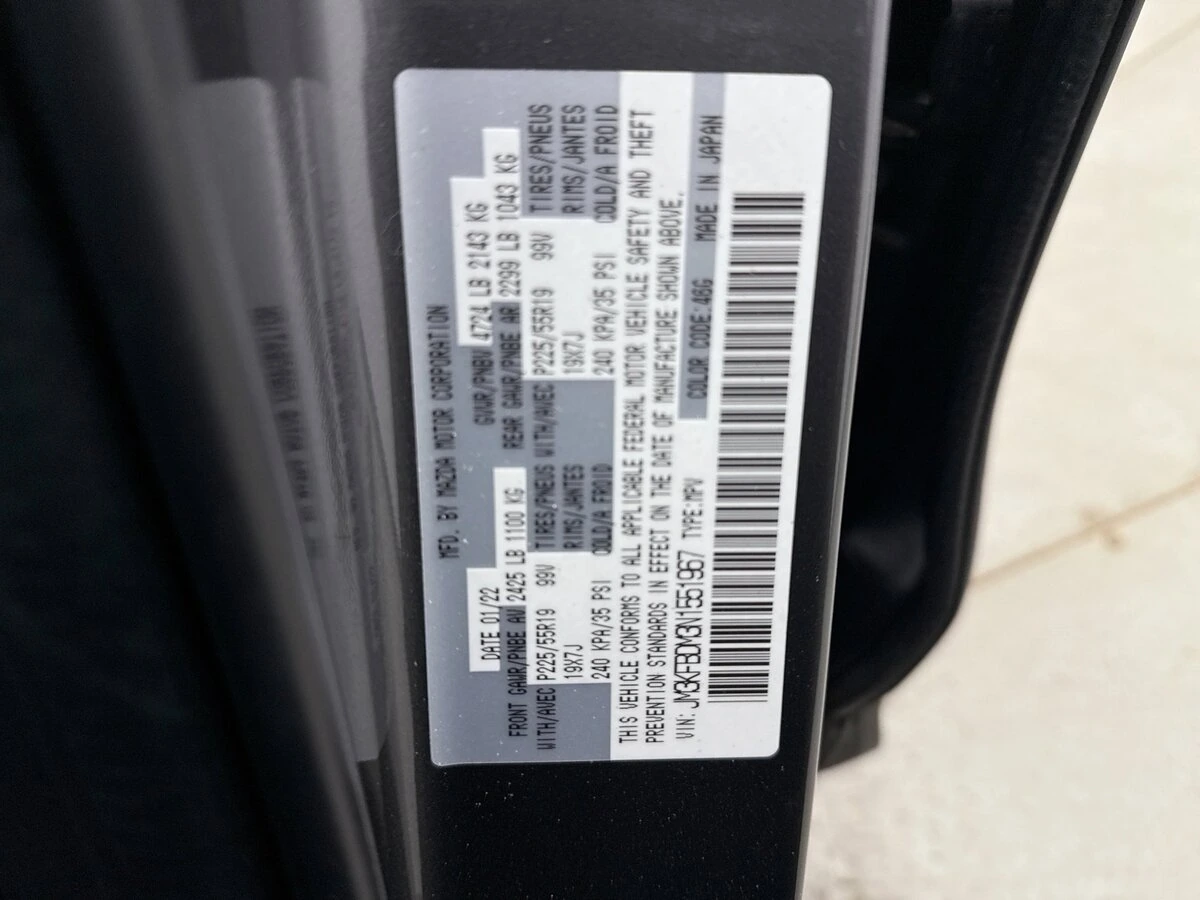 MFD. BY MAZDA MOTOR CORPORATION
DATE 01/22 GVWR/PNBV 4724 LB 2143 KG
FRONT GAWR/PNBE AV 2425 LB 1100 KG REAR GAWR/PNBE AR 2299 LB 1043 KG
WITH/AVEC P225/55R19 99V TIRES/PNEUS WITH/AVEC P225/55R19 99V TIRES/PNEUS
19X7J RIMS/JANTES 19X7J RIMS/JANTES
240 KPA/35 PSI COLD/A FROID 240 KPA/35 PSI COLD/A FROID
THIS VEHICLE CONFORMS TO ALL APPLICABLE FEDERAL MOTOR VEHICLE SAFETY AND THEFT
PREVENTION STANDARDS IN EFFECT ON THE DATE OF MANUFACTURE SHOWN ABOVE.
VIN: JM3KFBDM3N1551967 TYPE:MPV COLOR CODE:46G MADE IN JAPAN